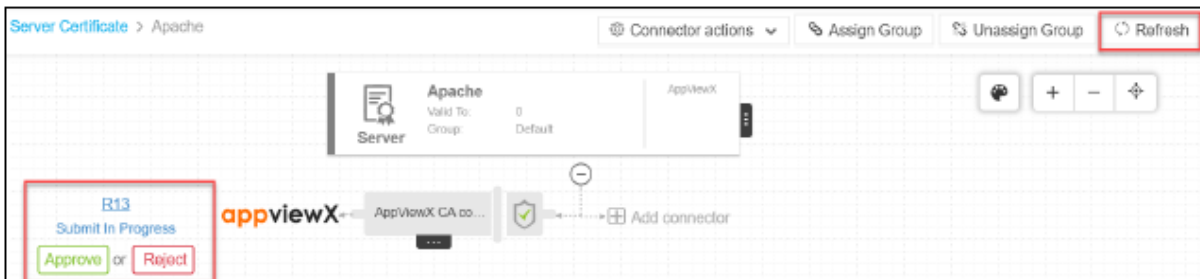 Server Certificate > Apache
Connector actions
Assign Group
Unassign Group
Refresh
Apache
AppViewX
Valid To: 0
Group: Default
Server
R13
Submit In Progress
Approve or Reject
appviewX
AppViewX CA co...
Add connector